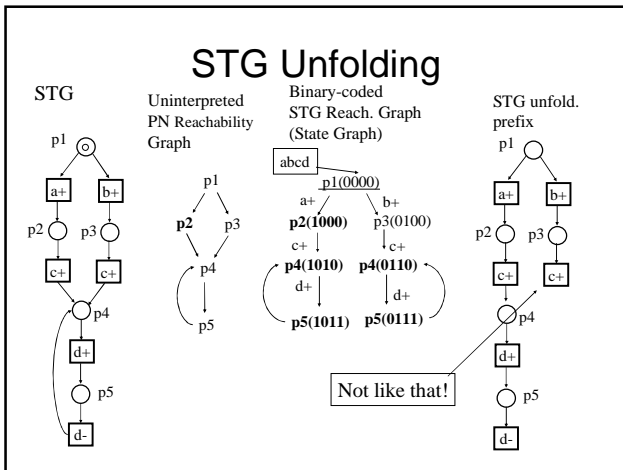 STG Unfolding
STG
Uninterpreted
PN Reachability
Graph
Binary-coded
STG Reach. Graph
(State Graph)
STG unfold.
prefix
p1
a+
b+
p2
p3
c+
c+
p4
d+
p5
d-
p1
p2
p3
p4
p5
abcd
p1(0000)
a+
b+
p2(1000)
p3(0100)
c+
c+
p4(1010)
p4(0110)
d+
d+
p5(1011)
p5(0111)
p1
a+
b+
p2
p3
c+
c+
p4
d+
p5
d-
Not like that!